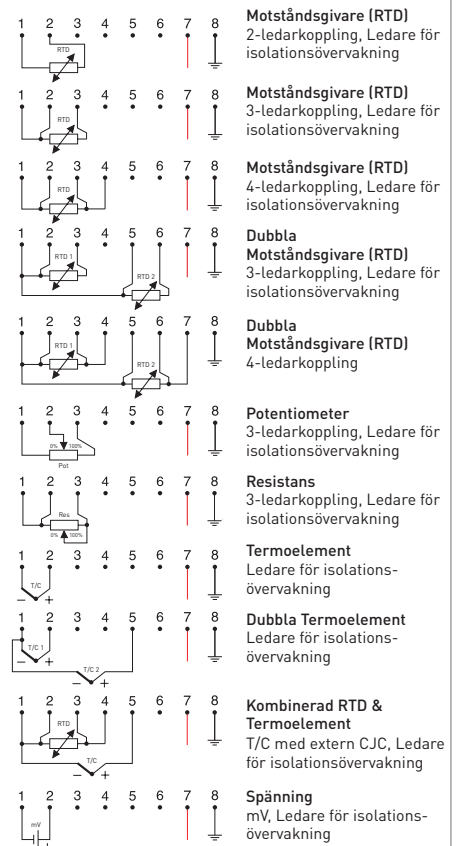 1 2 3 4 5 6 7 8
RTD
Motståndsgivare (RTD)
2-ledarkoppling, Ledare för
isolationsövervakning
1 2 3 4 5 6 7 8
RTD
Motståndsgivare (RTD)
3-ledarkoppling, Ledare för
isolationsövervakning
1 2 3 4 5 6 7 8
RTD
Motståndsgivare (RTD)
4-ledarkoppling, Ledare för
isolationsövervakning
1 2 3 4 5 6 7 8
RTD 1
RTD 2
Dubbla
Motståndsgivare (RTD)
3-ledarkoppling, Ledare för
isolationsövervakning
1 2 3 4 5 6 7 8
RTD 1
RTD 2
Dubbla
Motståndsgivare (RTD)
4-ledarkoppling
1 2 3 4 5 6 7 8
0% 100%
Pot
Potentiometer
3-ledarkoppling, Ledare för
isolationsövervakning
1 2 3 4 5 6 7 8
Res
0% 100%
Resistans
3-ledarkoppling, Ledare för
isolationsövervakning
1 2 3 4 5 6 7 8
T/C
− +
Termoelement
Ledare för isolations-
övervakning
1 2 3 4 5 6 7 8
T/C 1
− +
T/C 2
− +
Dubbla Termoelement
Ledare för isolations-
övervakning
1 2 3 4 5 6 7 8
RTD
T/C
− +
Kombinerad RTD &
Termoelement
T/C med extern CJC, Ledare
för isolationsövervakning
1 2 3 4 5 6 7 8
mV
Spänning
mV, Ledare för isolations-
övervakning